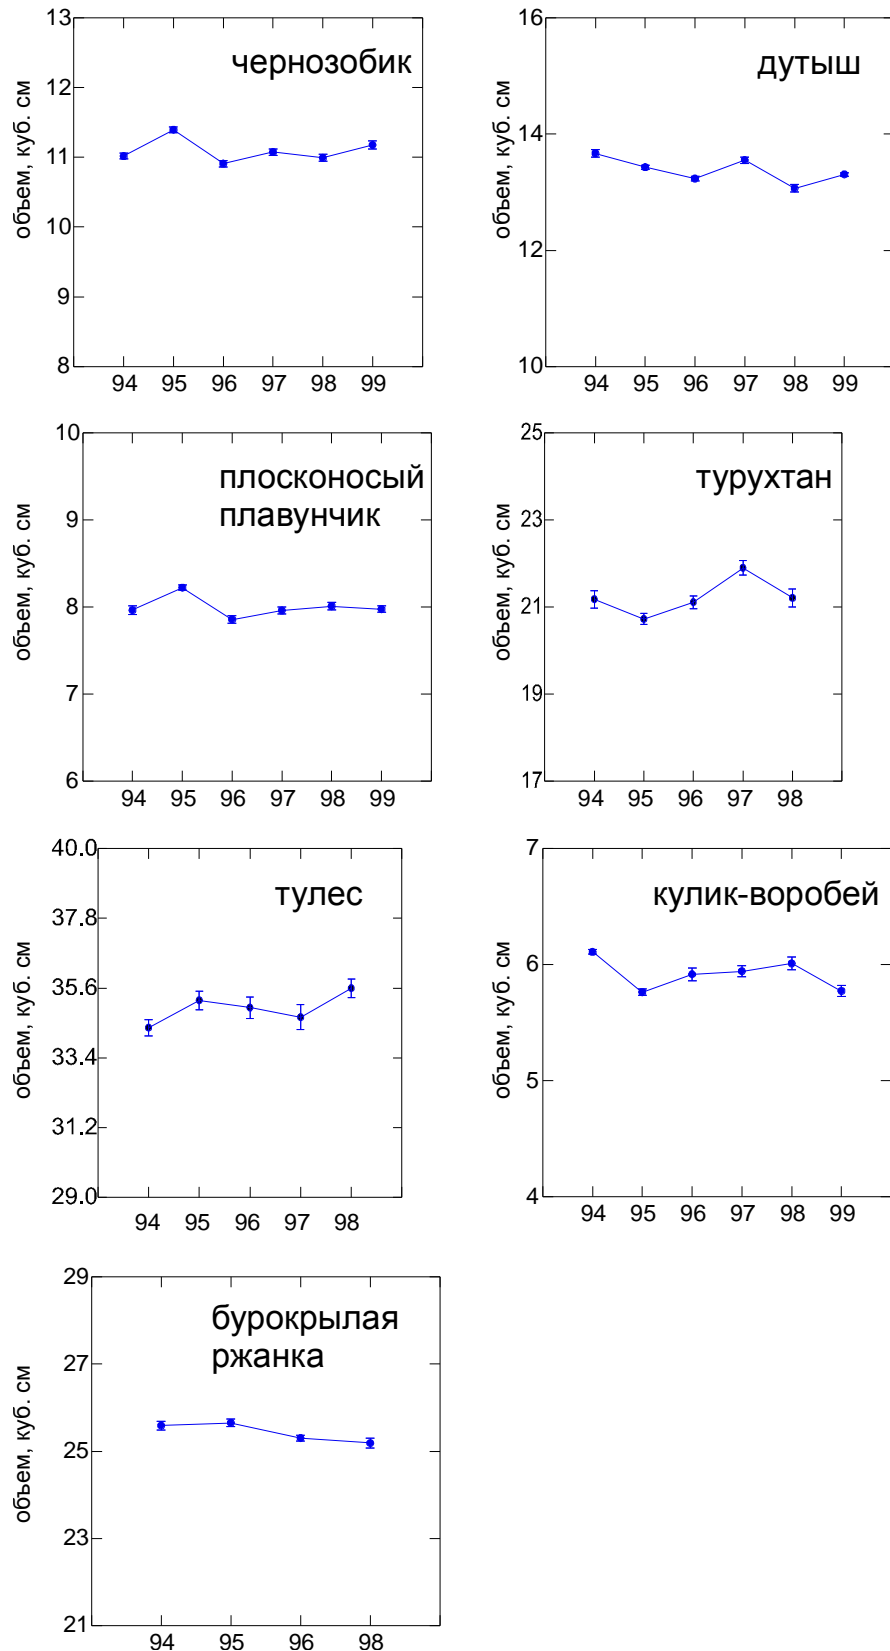 чернозобик
объем, куб. см
13
12
11
10
9
8
94 95 96 97 98 99
дутыш
объем, куб. см
16
14
12
10
94 95 96 97 98 99
плосконосый
плавунчик
объем, куб. см
10
9
8
7
6
94 95 96 97 98 99
турухтан
объем, куб. см
25
23
21
19
17
94 95 96 97 98
тулес
объем, куб. см
40.0
37.8
35.6
33.4
31.2
29.0
94 95 96 97 98
кулик-воробей
объем, куб. см
7
6
5
4
94 95 96 97 98 99
бурокрылая
ржанка
объем, куб. см
29
27
25
23
21
94 95 96 98